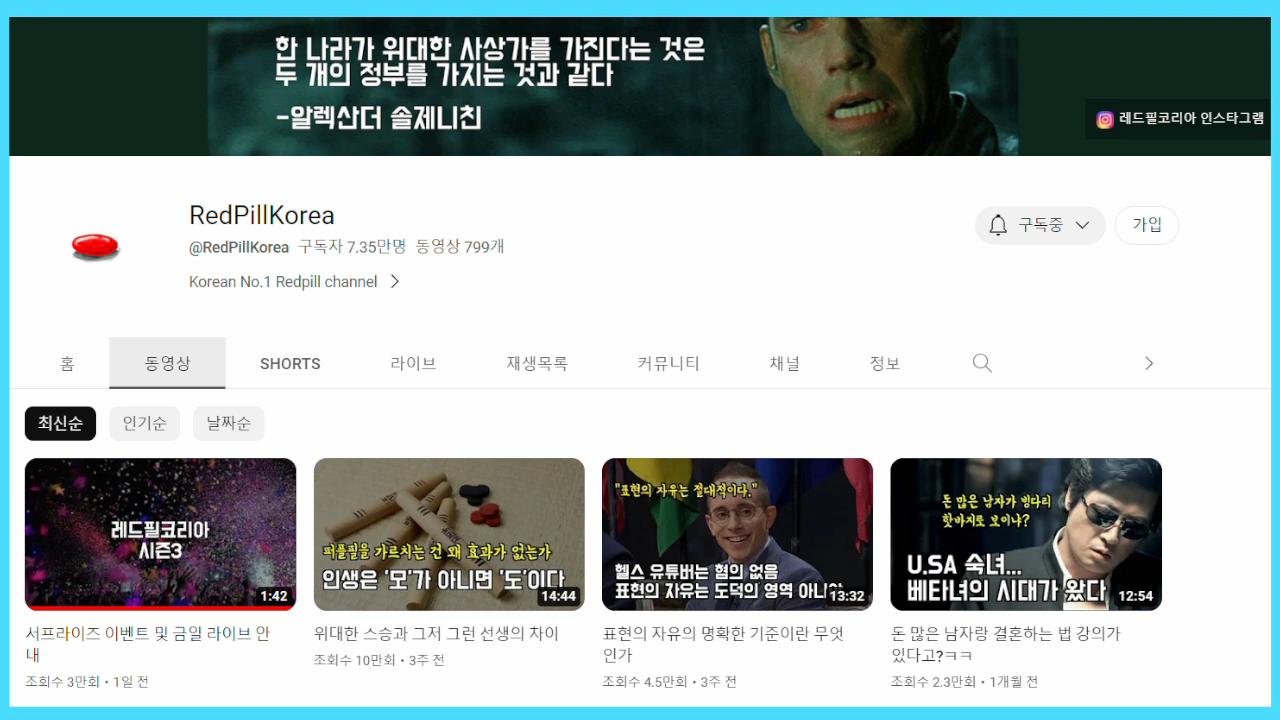 한 나라가 위대한 사상가를 가진다는 것은
두 개의 정부를 가지는 것과 같다
-알렉산더 솔제니친
레드필코리아 인스타그램
RedPillKorea
@RedPillKorea 구독자 7.35만명 동영상 799개
Korean No.1 Redpill channel
구독중
가입
홈 동영상 SHORTS 라이브 재생목록 커뮤니티 채널 정보
최신순 인기순 날짜순
레드필코리아
시즌3
1:42
서프라이즈 이벤트 및 금일 라이브 안
내
조회수 3만회 • 1일 전
퍼플필을 가르치는 건 왜 효과가 없는가
인생은 '모'가 아니면 '도'이다
14:44
위대한 스승과 그저 그런 선생의 차이
조회수 10만회 • 3주 전
"표현의 자유는 절대적이다."
헬스 유튜버는 혐의 없음
표현의 자유는 도덕의 영역 아니
13:32
표현의 자유의 명확한 기준이란 무엇
인가
조회수 4.5만회 • 3주 전
돈 많은 남자가 빙다리
핫바지로 보이냐?
U.SA 숙녀...
베타녀의 시대가 왔다
12:54
돈 많은 남자랑 결혼하는 법 강의가
있다고?ㅋㅋ
조회수 2.3만회 • 1개월 전